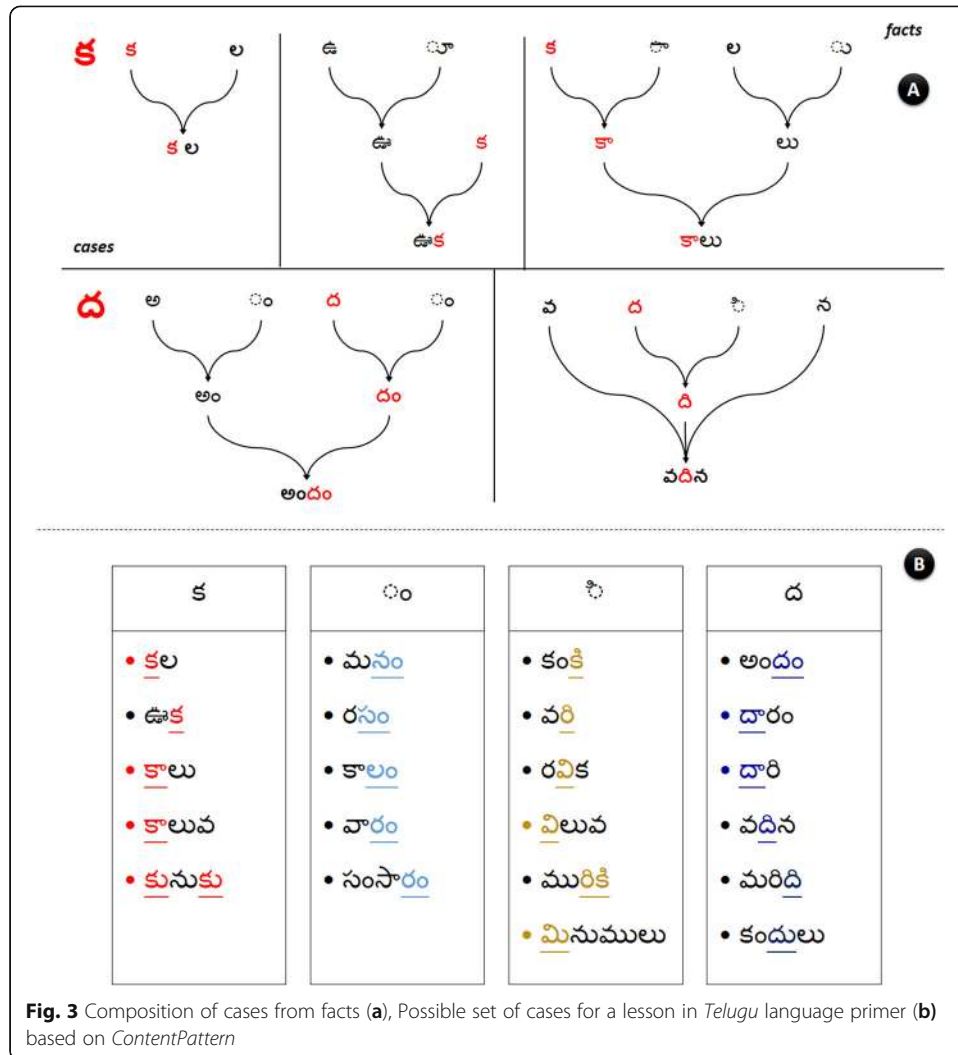 facts
క క ల ఉ ూ క ా ల ు
A
క ల ఊ క కా లు
ఊక కాలు
cases
ద అ ం ద ం వ ద ి న
అం దం ది
అందం వదిన
B
క ం ి ద
• కల • మనం • కంకి • అందం
• ఊక • రసం • వరి • దారం
• కాలు • కాలం • రవిక • దారి
• కాలువ • వారం • విలువ • వదిన
• కునుకు • సంసారం • మురికి • మరిది
• మినుములు • కందులు
Fig. 3 Composition of cases from facts (a), Possible set of cases for a lesson in Telugu language primer (b)
based on ContentPattern